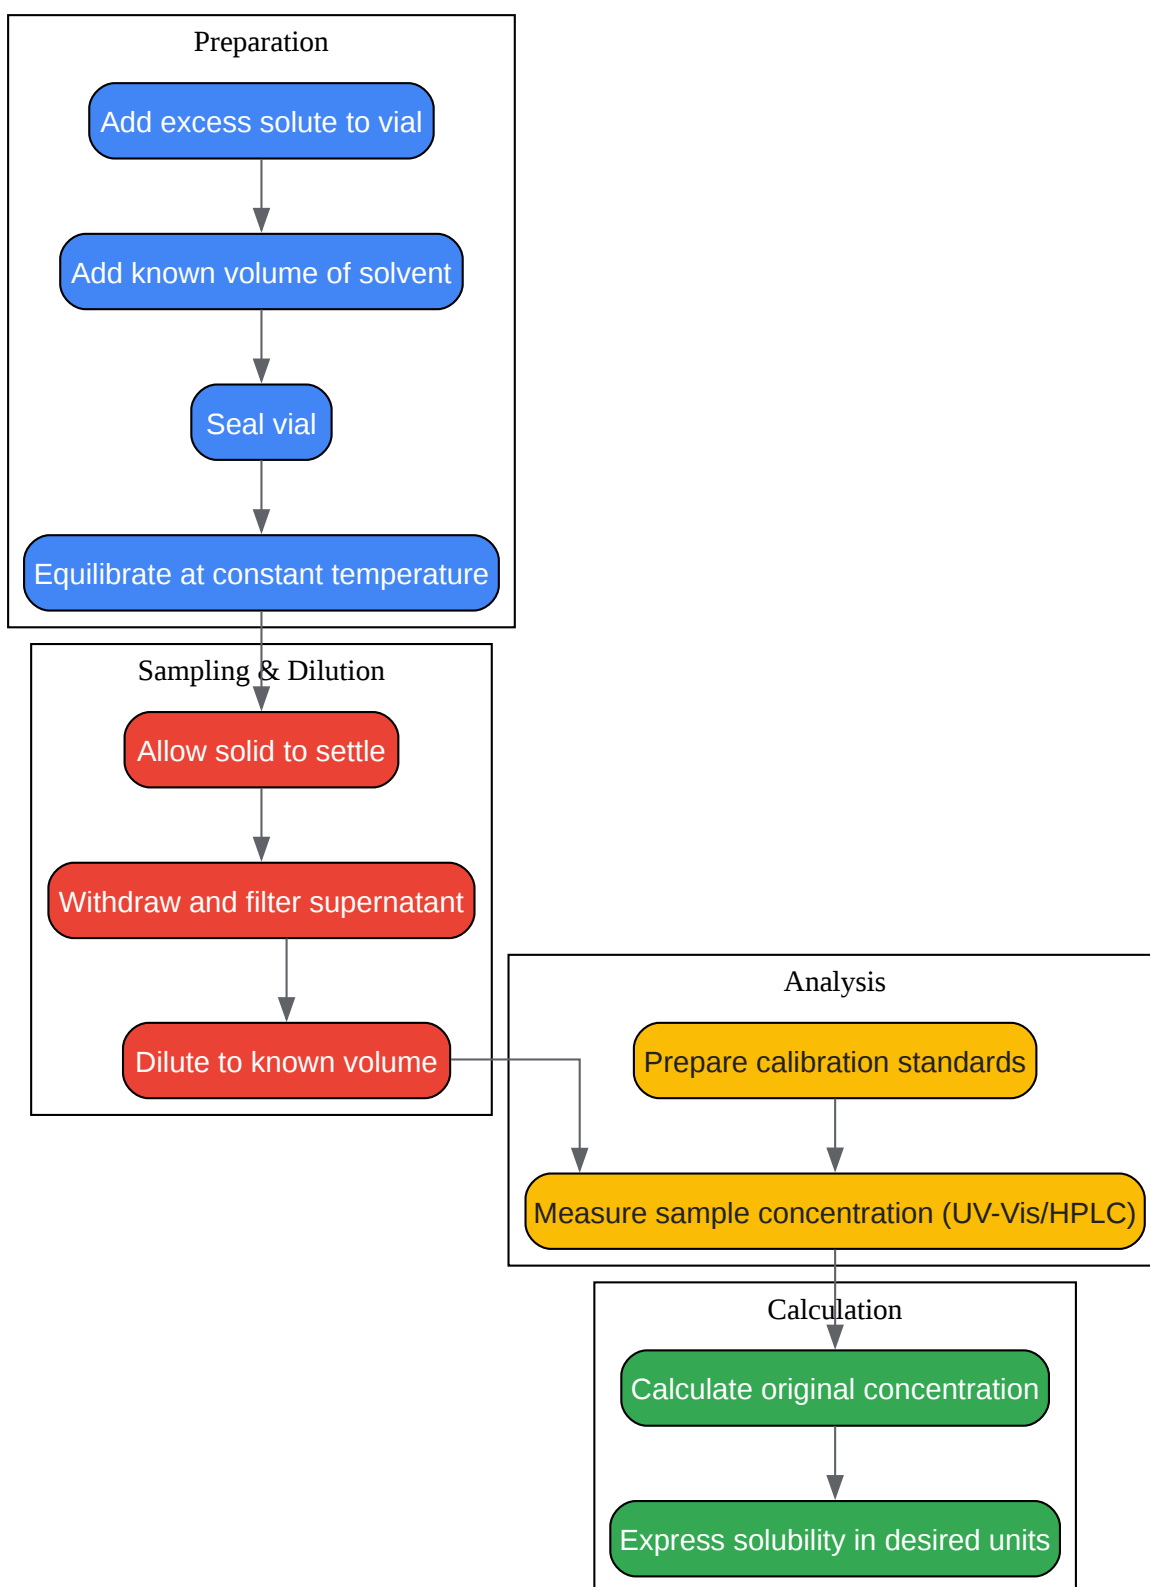 Preparation
Add excess solute to vial
Add known volume of solvent
Seal vial
Equilibrate at constant temperature
Sampling & Dilution
Allow solid to settle
Withdraw and filter supernatant
Dilute to known volume
Analysis
Prepare calibration standards
Measure sample concentration (UV-Vis/HPLC)
Calculation
Calculate original concentration
Express solubility in desired units